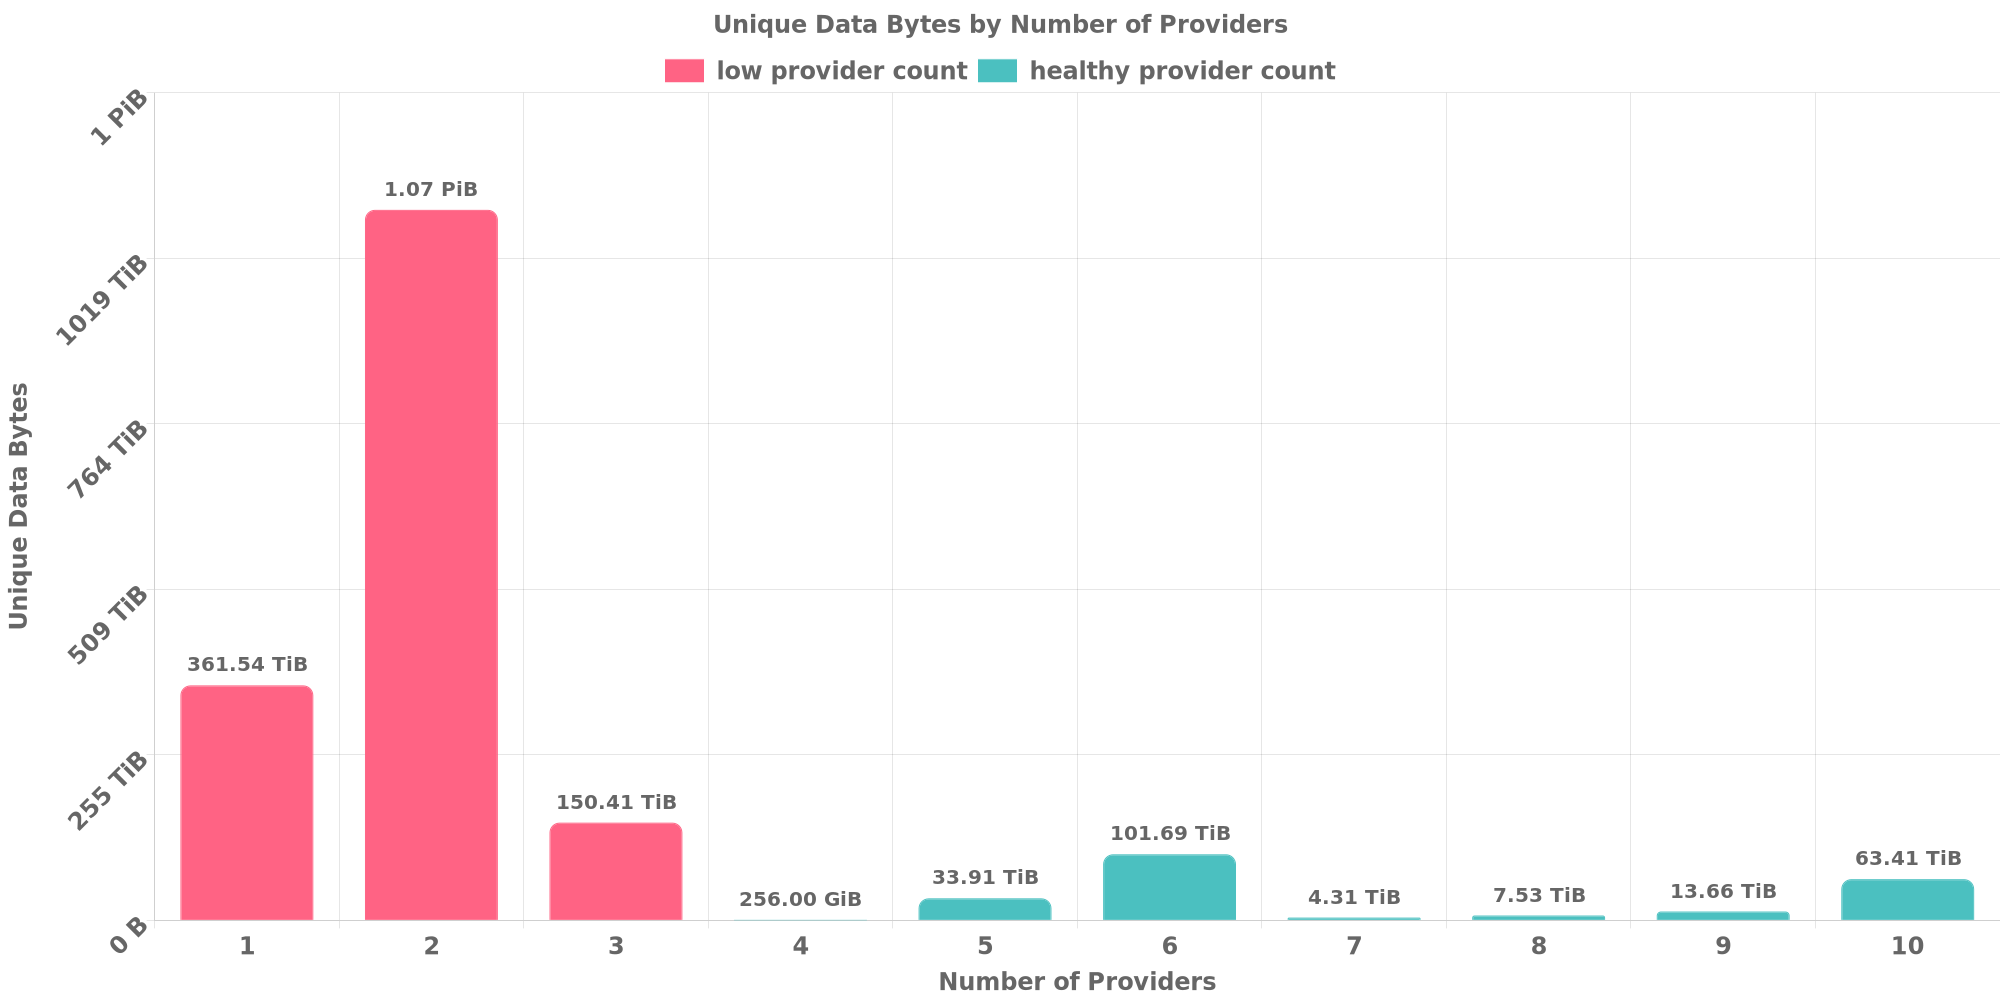 Unique Data Bytes by Number of Providers
low provider count healthy provider count
1 PiB
1019 TiB
764 TiB
509 TiB
255 TiB
0 B
Unique Data Bytes
361.54 TiB
1.07 PiB
150.41 TiB
256.00 GiB
33.91 TiB
101.69 TiB
4.31 TiB
7.53 TiB
13.66 TiB
63.41 TiB
1 2 3 4 5 6 7 8 9 10
Number of Providers